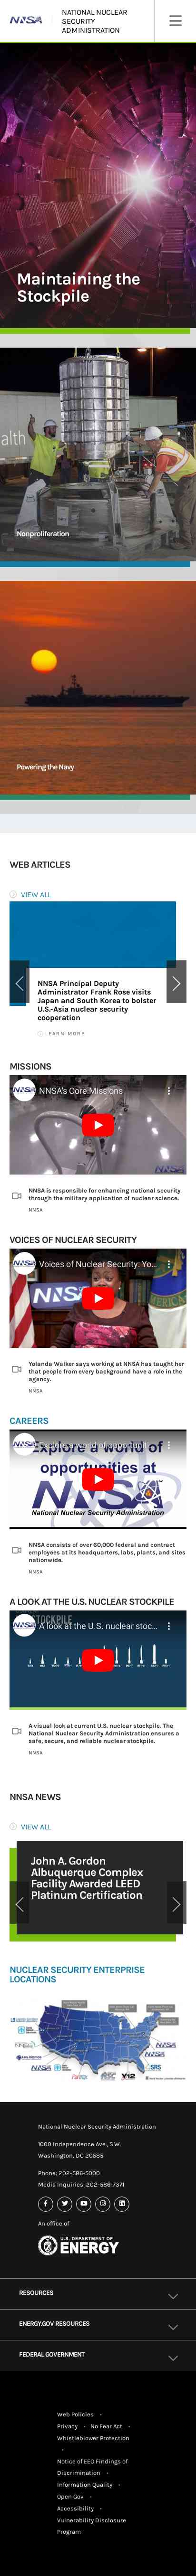 NNSA
NATIONAL NUCLEAR
SECURITY
ADMINISTRATION
Maintaining the
Stockpile
alth
Nonproliferation
Powering the Navy
WEB ARTICLES
VIEW ALL
NNSA Principal Deputy
Administrator Frank Rose visits
Japan and South Korea to bolster
U.S.-Asia nuclear security
cooperation
LEARN MORE
MISSIONS
NNSA's Core Missions
NNSA
NNSA is responsible for enhancing national security
through the military application of nuclear science.
NNSA
VOICES OF NUCLEAR SECURITY
Voices of Nuclear Security: Yo...
Yolanda Walker says working at NNSA has taught her
that people from every background have a role in the
agency.
NNSA
CAREERS
Explore a world of
opportunities at
NNSA
National Nuclear Security Administration
NNSA consists of over 60,000 federal and contract
employees at its headquarters, labs, plants, and sites
nationwide.
NNSA
A LOOK AT THE U.S. NUCLEAR STOCKPILE
STOCKPILE
A look at the U.S. nuclear stoc...
A visual look at current U.S. nuclear stockpile. The
National Nuclear Security Administration ensures a
safe, secure, and reliable nuclear stockpile.
NNSA
NNSA NEWS
VIEW ALL
John A. Gordon
Albuquerque Complex
Facility Awarded LEED
Platinum Certification
NUCLEAR SECURITY ENTERPRISE
LOCATIONS
NNSA
Pantex
Y-12
SRS
National Nuclear Security Administration
1000 Independence Ave., S.W.
Washington, DC 20585
Phone: 202-586-5000
Media Inquiries: 202-586-7371
An office of
U.S. DEPARTMENT OF
ENERGY
RESOURCES
ENERGY.GOV RESOURCES
FEDERAL GOVERNMENT
Web Policies •
Privacy • No Fear Act •
Whistleblower Protection
•
Notice of EEO Findings of
Discrimination •
Information Quality •
Open Gov •
Accessibility •
Vulnerability Disclosure
Program